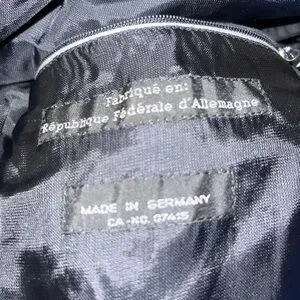 Fabriqué en:
République Fédérale d'Allemagne
MADE IN GERMANY
CA-NO. 07415